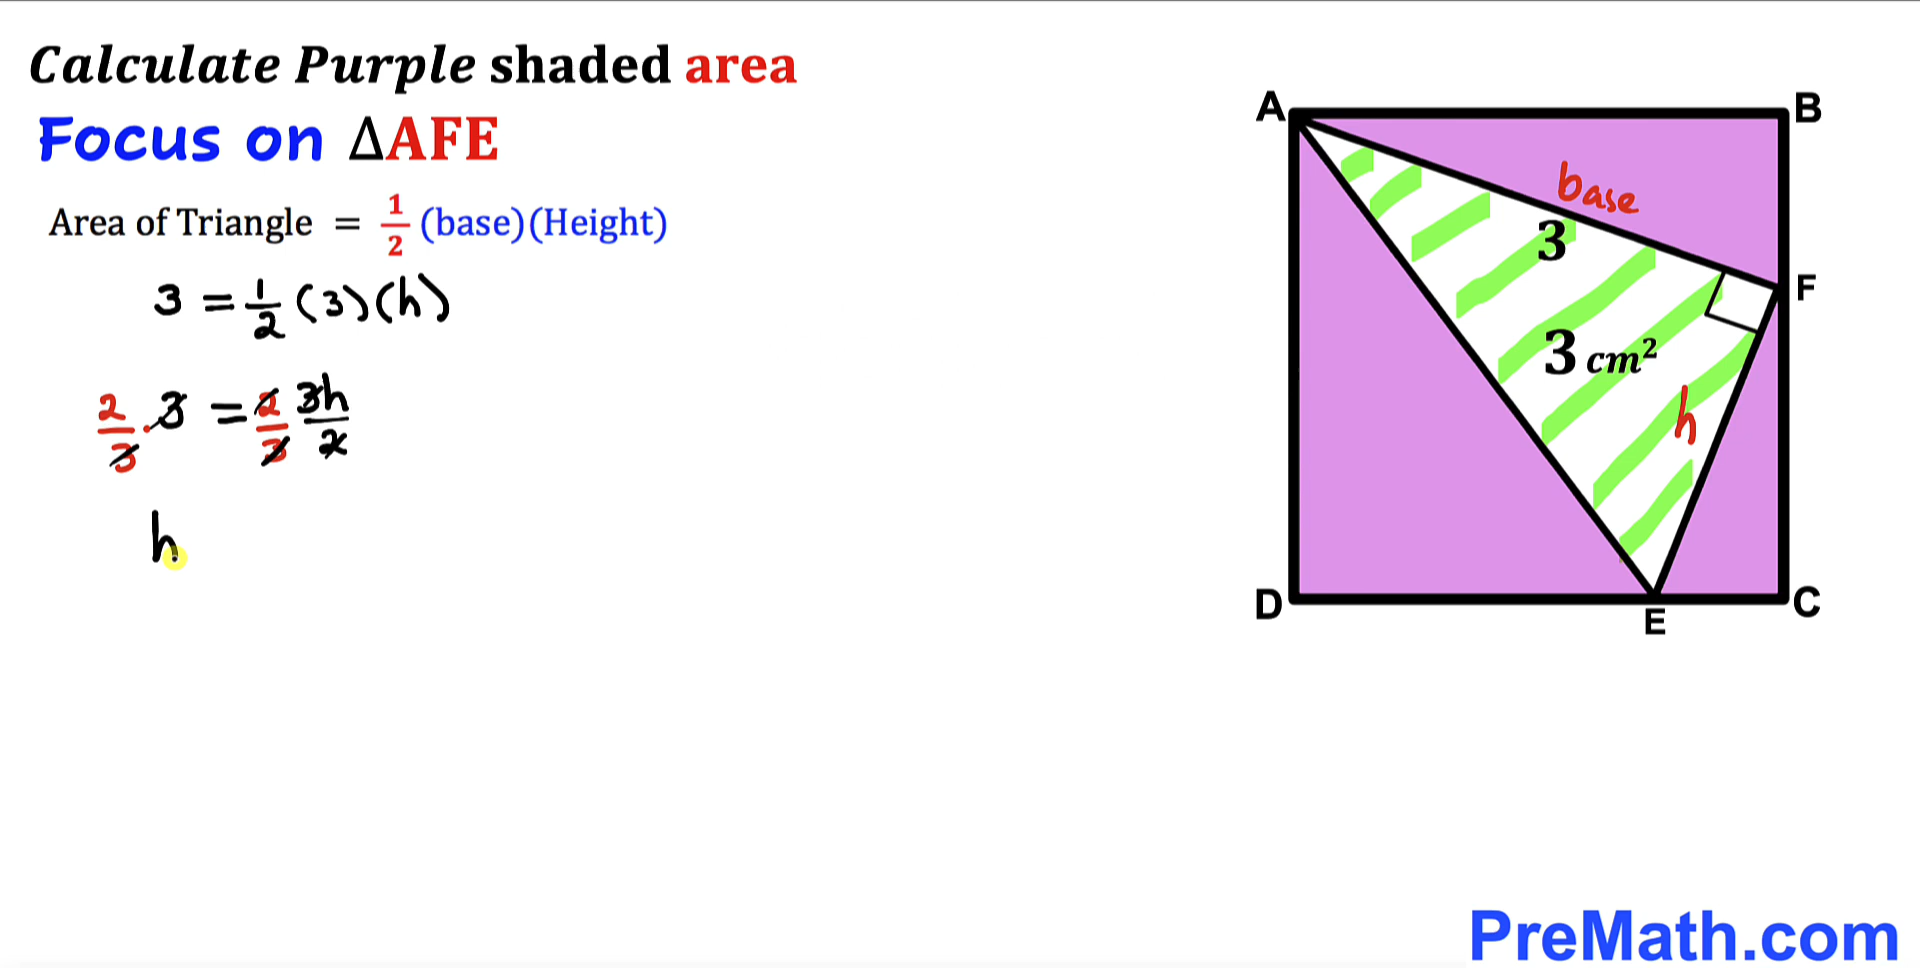 Calculate Purple shaded area
Focus on ΔAFE
Area of Triangle = 1/2 (base)(Height)
3 = 1/2 (3)(h)
2/3 · 3 = 2/3 3h/2
h
A
B
base
3
F
3 cm²
h
D
E
C
PreMath.com